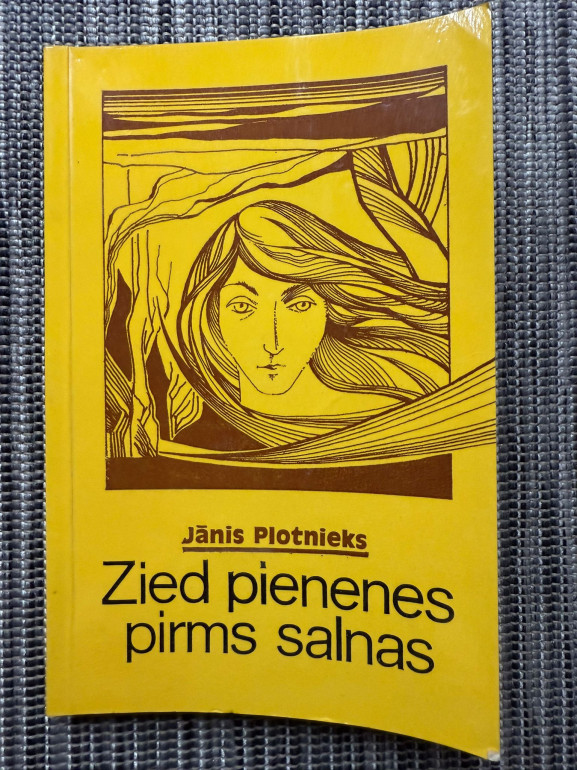 Jānis Plotnieks
Zied pienenes
pirms salnas